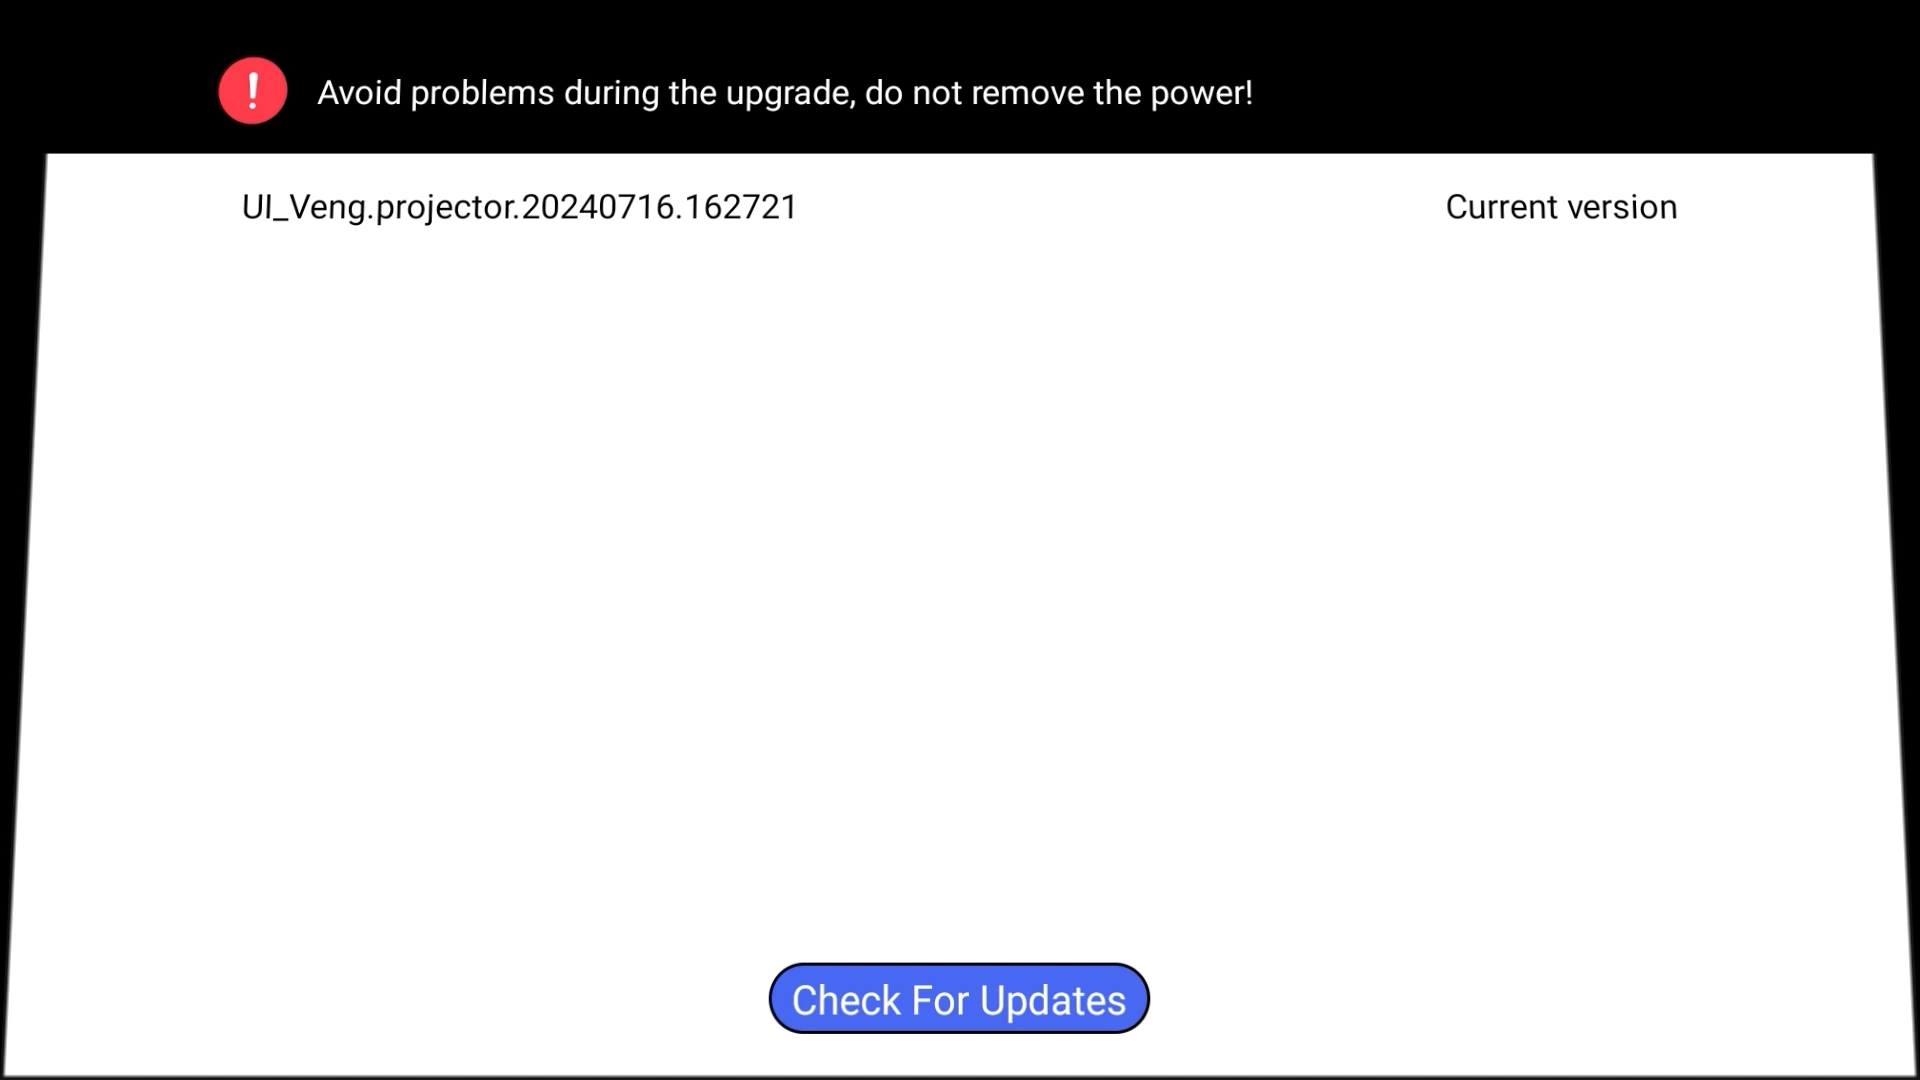 !
Avoid problems during the upgrade, do not remove the power!
UI_Veng.projector.20240716.162721 Current version
Check For Updates